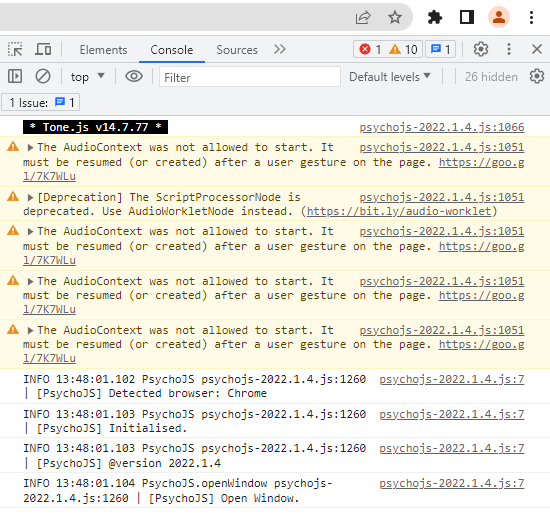 Elements Console Sources 1 10 1
top Filter Default levels 26 hidden
1 Issue: 1
* Tone.js v14.7.77 * psychojs-2022.1.4.js:1066
The AudioContext was not allowed to start. It psychojs-2022.1.4.js:1051
must be resumed (or created) after a user gesture on the page. https://goo.g
l/7K7WLu
[Deprecation] The ScriptProcessorNode is psychojs-2022.1.4.js:1051
deprecated. Use AudioWorkletNode instead. (https://bit.ly/audio-worklet)
The AudioContext was not allowed to start. It psychojs-2022.1.4.js:1051
must be resumed (or created) after a user gesture on the page. https://goo.g
l/7K7WLu
The AudioContext was not allowed to start. It psychojs-2022.1.4.js:1051
must be resumed (or created) after a user gesture on the page. https://goo.g
l/7K7WLu
The AudioContext was not allowed to start. It psychojs-2022.1.4.js:1051
must be resumed (or created) after a user gesture on the page. https://goo.g
l/7K7WLu
INFO 13:48:01.102 PsychoJS psychojs-2022.1.4.js:1260 psychojs-2022.1.4.js:7
| [PsychoJS] Detected browser: Chrome
INFO 13:48:01.103 PsychoJS psychojs-2022.1.4.js:1260 psychojs-2022.1.4.js:7
| [PsychoJS] Initialised.
INFO 13:48:01.103 PsychoJS psychojs-2022.1.4.js:1260 psychojs-2022.1.4.js:7
| [PsychoJS] @version 2022.1.4
INFO 13:48:01.104 PsychoJS.openWindow psychojs- psychojs-2022.1.4.js:7
2022.1.4.js:1260 | [PsychoJS] Open Window.